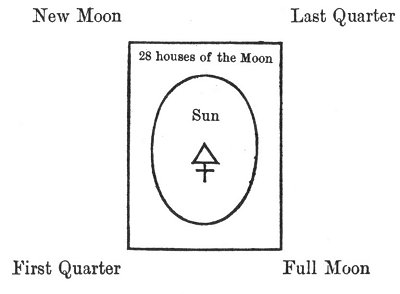 New Moon
Last Quarter
28 houses of the Moon
Sun
First Quarter
Full Moon